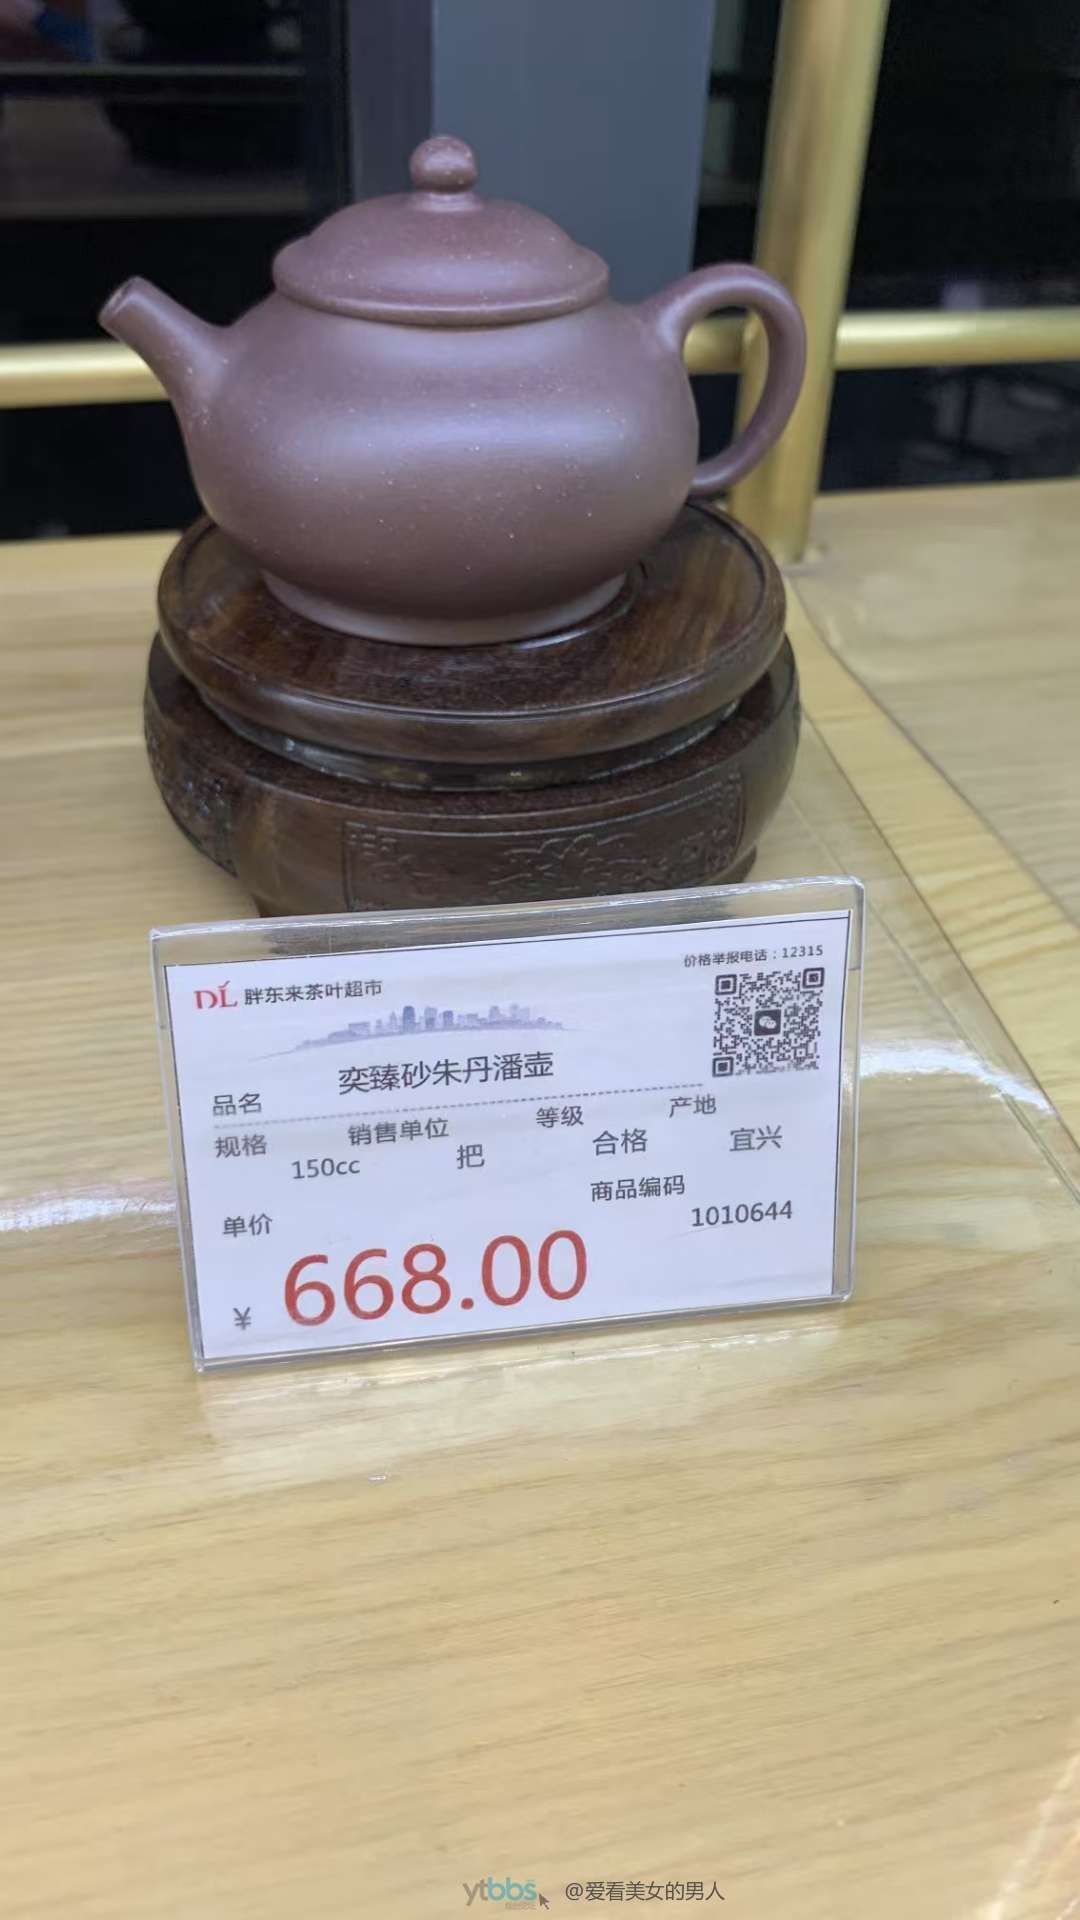 价格举报电话：12315
DL 胖东来茶叶超市
品名 奕臻砂朱丹潘壶
规格 销售单位 等级 产地
150cc 把 合格 宜兴
商品编码
单价 1010644
¥ 668.00
ytbbs @爱看美女的男人